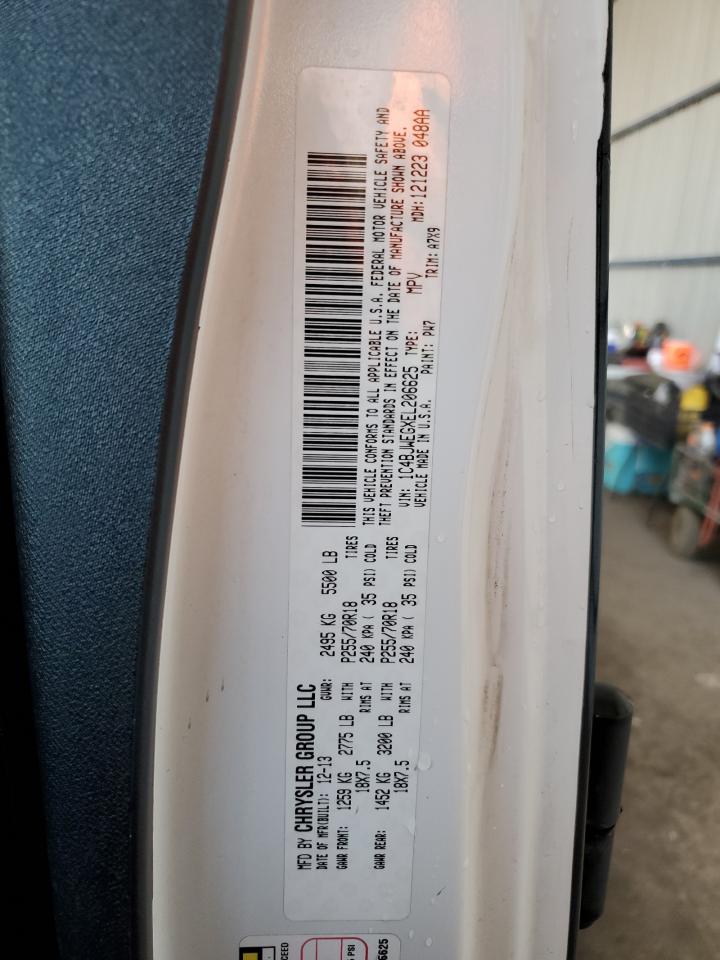 MFD BY CHRYSLER GROUP LLC
DATE OF MFR(BUILT): 12-13 GVWR: 2495 KG 5500 LB
GAWR FRONT: 1259 KG 2775 LB WITH P255/70R18 TIRES
18X7.5 RIMS AT 240 KPA ( 35 PSI) COLD
GAWR REAR: 1452 KG 3200 LB WITH P255/70R18 TIRES
18X7.5 RIMS AT 240 KPA ( 35 PSI) COLD
THIS VEHICLE CONFORMS TO ALL APPLICABLE U.S.A. FEDERAL MOTOR VEHICLE SAFETY AND
THEFT PREVENTION STANDARDS IN EFFECT ON THE DATE OF MANUFACTURE SHOWN ABOVE.
VIN: 1C4BJWEGXEL206625 TYPE: MPV MDH: 121223 048AA
VEHICLE MADE IN U.S.A. PAINT: PW7 TRIM: A7X9
CEED
PSI
6625